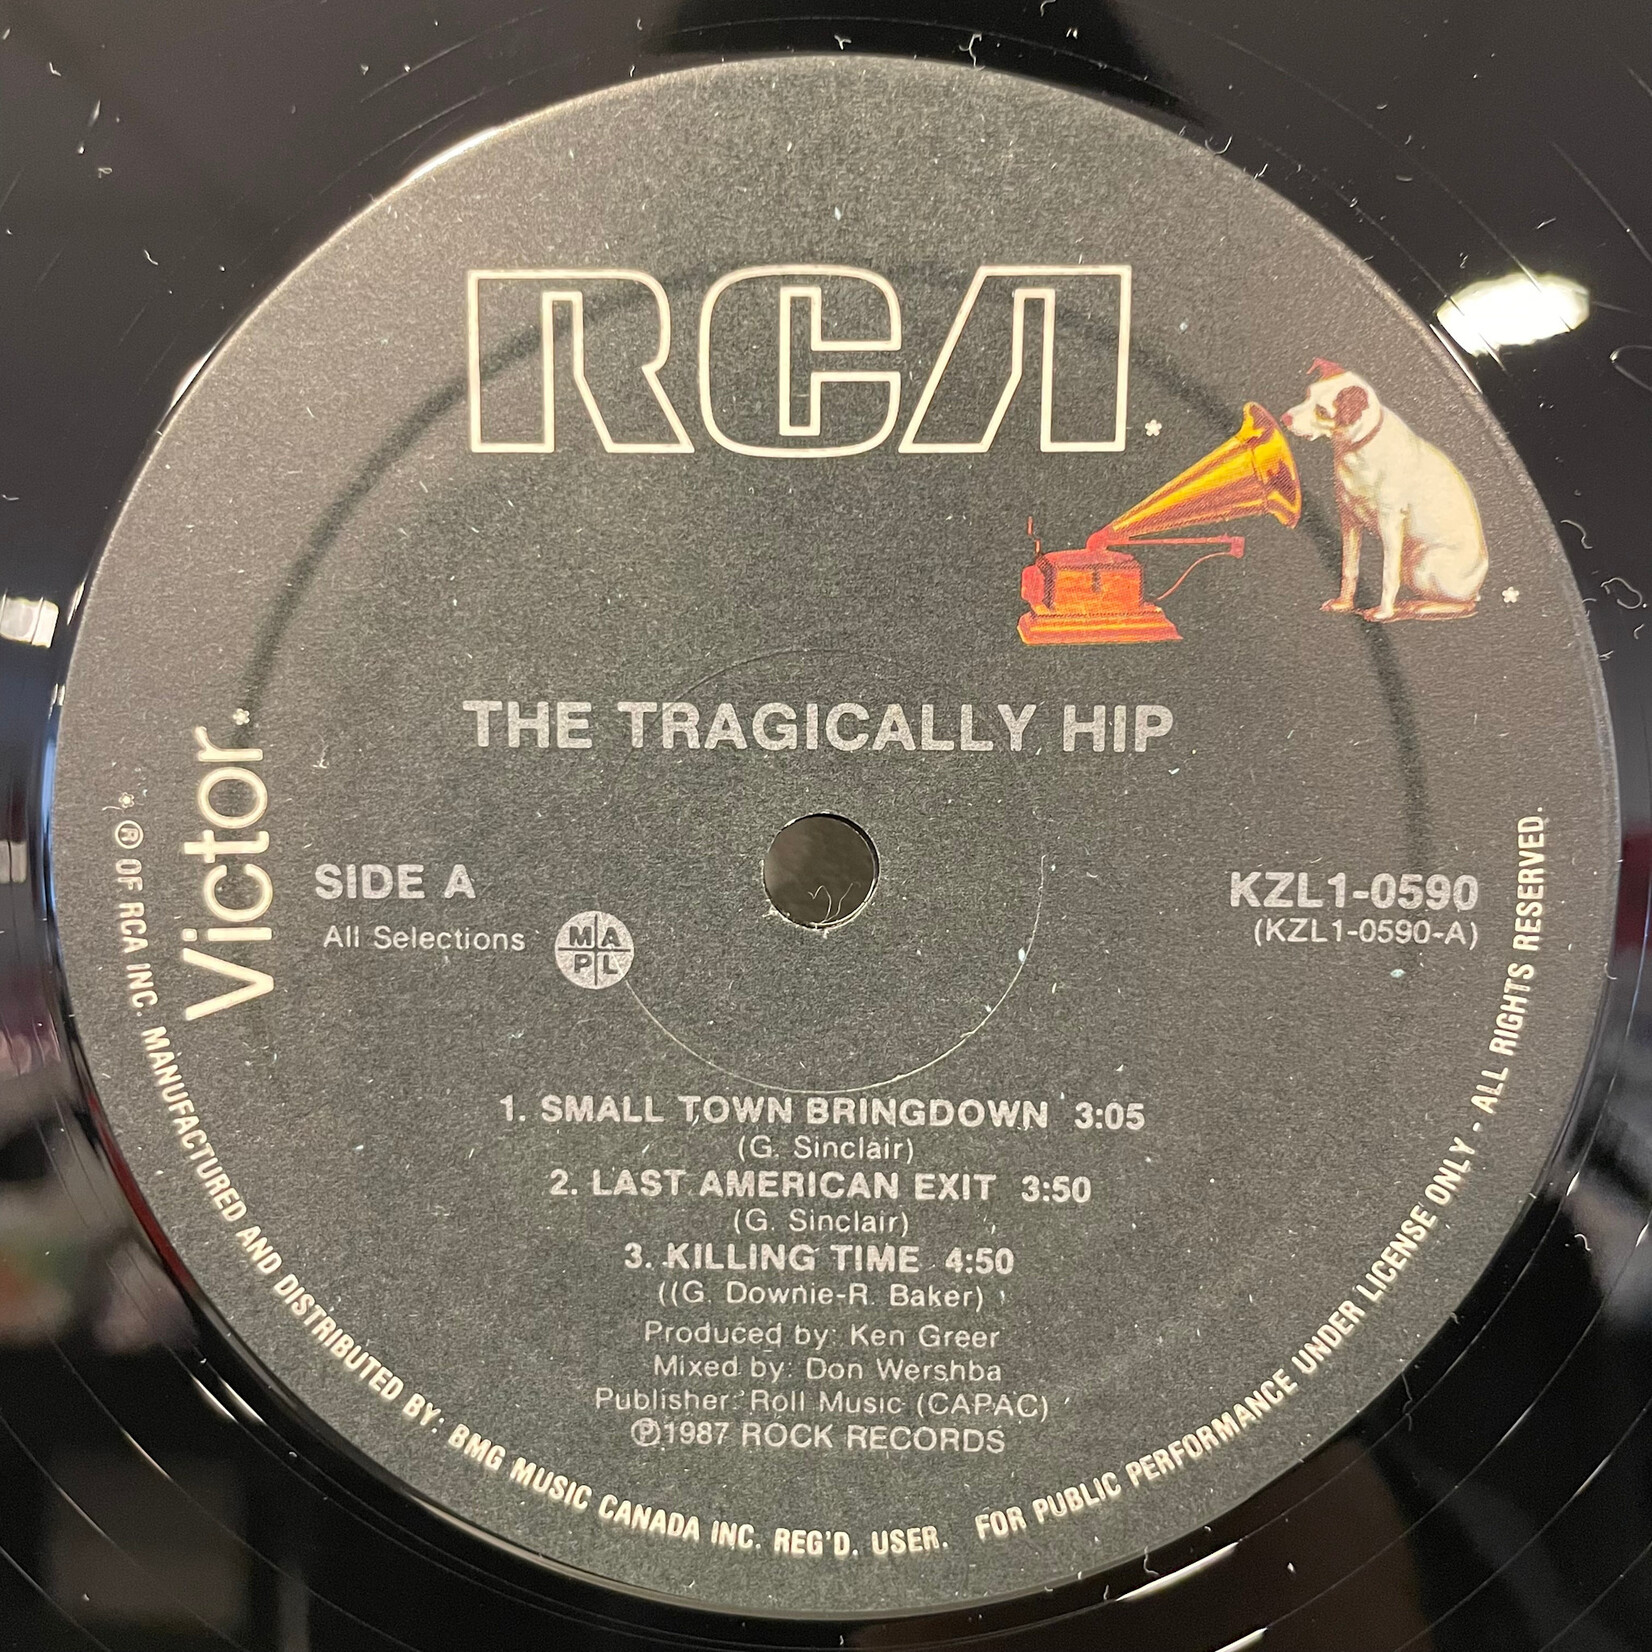 RCA
THE TRAGICALLY HIP
Victor
SIDE A
All Selections
MA
PL
KZL1-0590
(KZL1-0590-A)
1. SMALL TOWN BRINGDOWN 3:05
(G. Sinclair)
2. LAST AMERICAN EXIT 3:50
(G. Sinclair)
3. KILLING TIME 4:50
((G. Downie-R. Baker)
Produced by: Ken Greer
Mixed by: Don Wershba
Publisher: Roll Music (CAPAC)
℗1987 ROCK RECORDS
* ® OF RCA INC. MANUFACTURED AND DISTRIBUTED BY: BMG MUSIC CANADA INC. REG'D. USER. FOR PUBLIC PERFORMANCE UNDER LICENSE ONLY - ALL RIGHTS RESERVED.